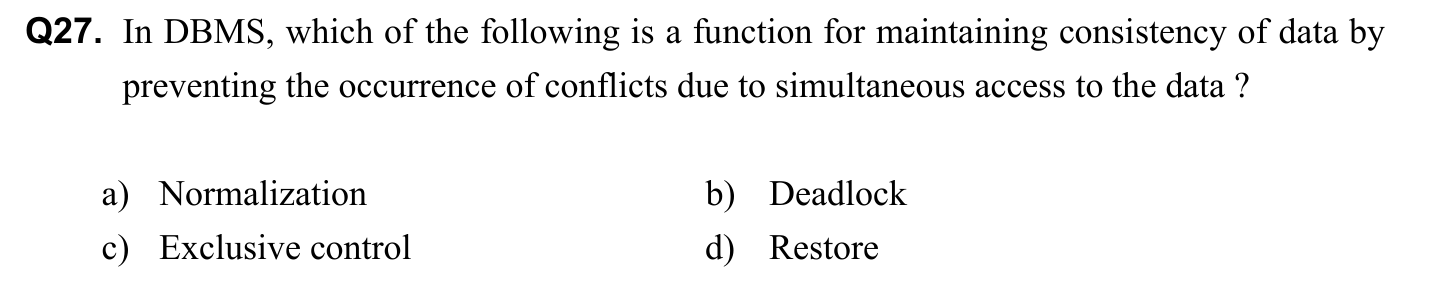 Q27. In DBMS, which of the following is a function for maintaining consistency of data by
preventing the occurrence of conflicts due to simultaneous access to the data ?
a) Normalization b) Deadlock
c) Exclusive control d) Restore